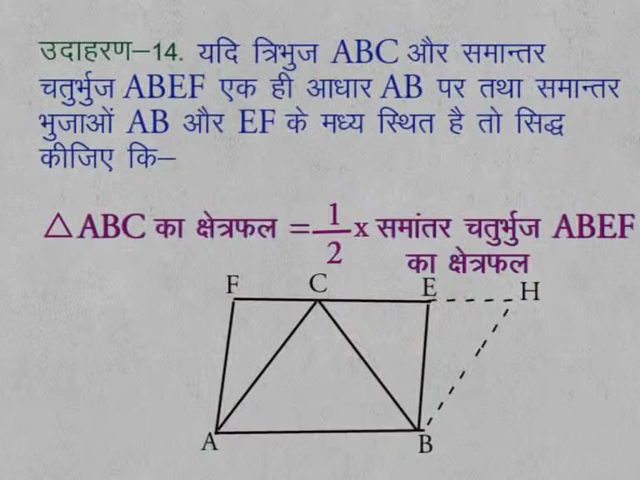 उदाहरण–14. यदि त्रिभुज ABC और समान्तर
चतुर्भुज ABEF एक ही आधार AB पर तथा समान्तर
भुजाओं AB और EF के मध्य स्थित है तो सिद्ध
कीजिए कि–
△ABC का क्षेत्रफल = 1/2 x समांतर चतुर्भुज ABEF
का क्षेत्रफल
F C E H
A B